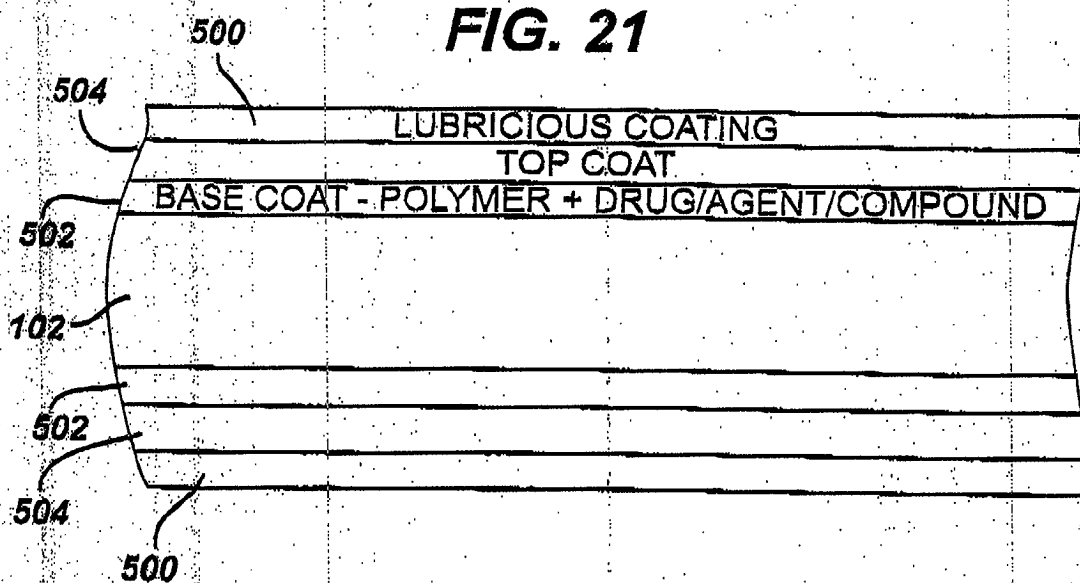 FIG. 21
500
504
LUBRICIOUS COATING
TOP COAT
BASE COAT - POLYMER + DRUG/AGENT/COMPOUND
502
102
502
504
500